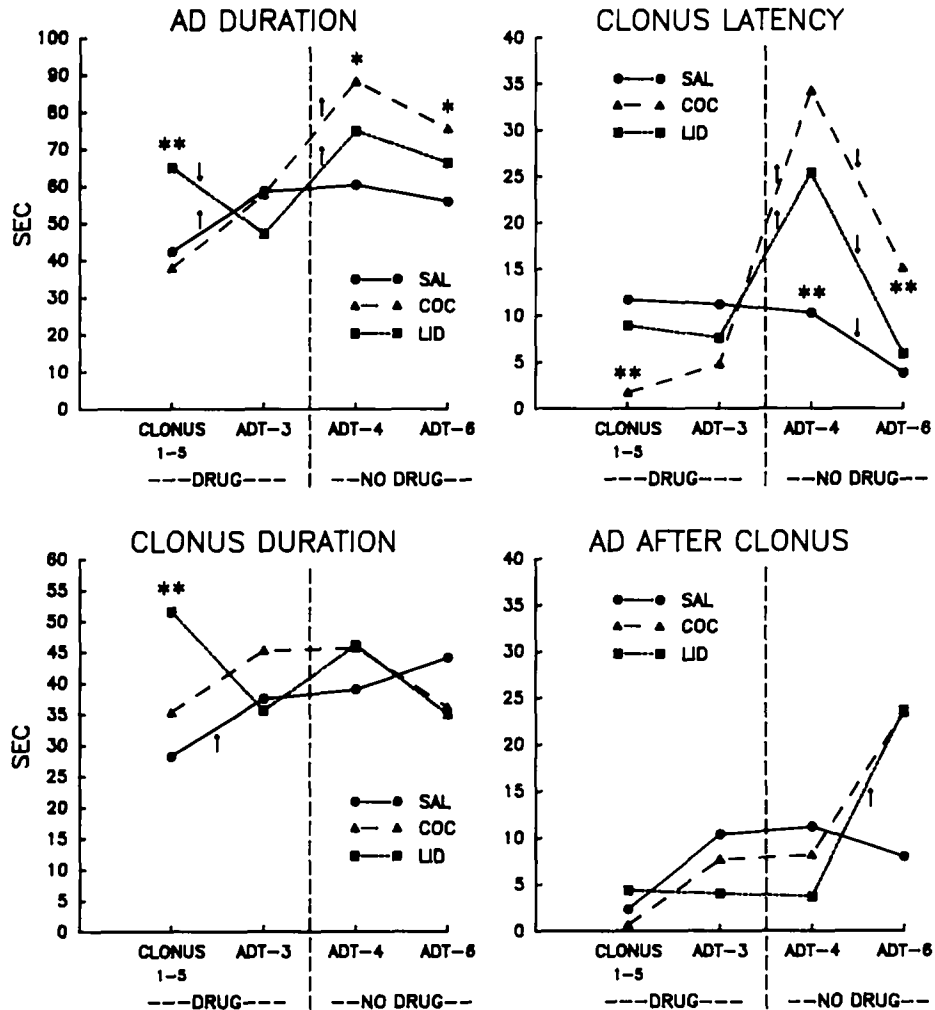 AD DURATION
SEC
100
90
80
70
60
50
40
30
20
10
0
**
*
*
SAL
COC
LID
CLONUS 1-5
ADT-3
ADT-4
ADT-6
----DRUG----
---NO DRUG---
CLONUS LATENCY
40
35
30
25
20
15
10
5
0
SAL
COC
LID
**
**
**
CLONUS 1-5
ADT-3
ADT-4
ADT-6
----DRUG----
---NO DRUG---
CLONUS DURATION
SEC
60
55
50
45
40
35
30
25
20
15
10
5
0
**
SAL
COC
LID
CLONUS 1-5
ADT-3
ADT-4
ADT-6
----DRUG----
---NO DRUG---
AD AFTER CLONUS
40
35
30
25
20
15
10
5
0
SAL
COC
LID
CLONUS 1-5
ADT-3
ADT-4
ADT-6
----DRUG----
---NO DRUG---